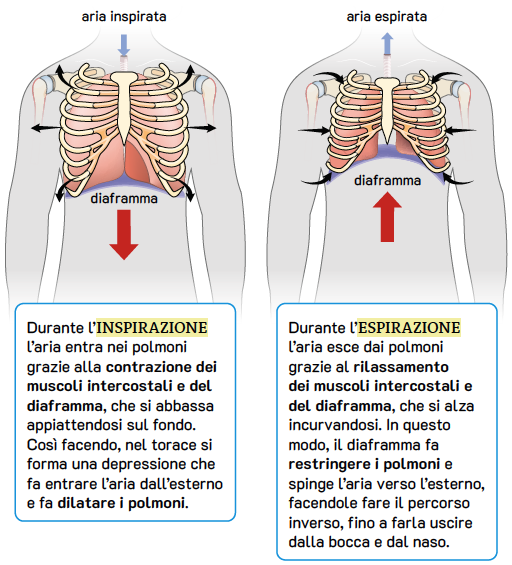 aria inspirata
diaframma
Durante l'INSPIRAZIONE
l'aria entra nei polmoni
grazie alla contrazione dei
muscoli intercostali e del
diaframma, che si abbassa
appiattendosi sul fondo.
Così facendo, nel torace si
forma una depressione che
fa entrare l'aria dall'esterno
e fa dilatare i polmoni.
aria espirata
diaframma
Durante l'ESPIRAZIONE
l'aria esce dai polmoni
grazie al rilassamento
dei muscoli intercostali e
del diaframma, che si alza
incurvandosi. In questo
modo, il diaframma fa
restringere i polmoni e
spinge l'aria verso l'esterno,
facendole fare il percorso
inverso, fino a farla uscire
dalla bocca e dal naso.